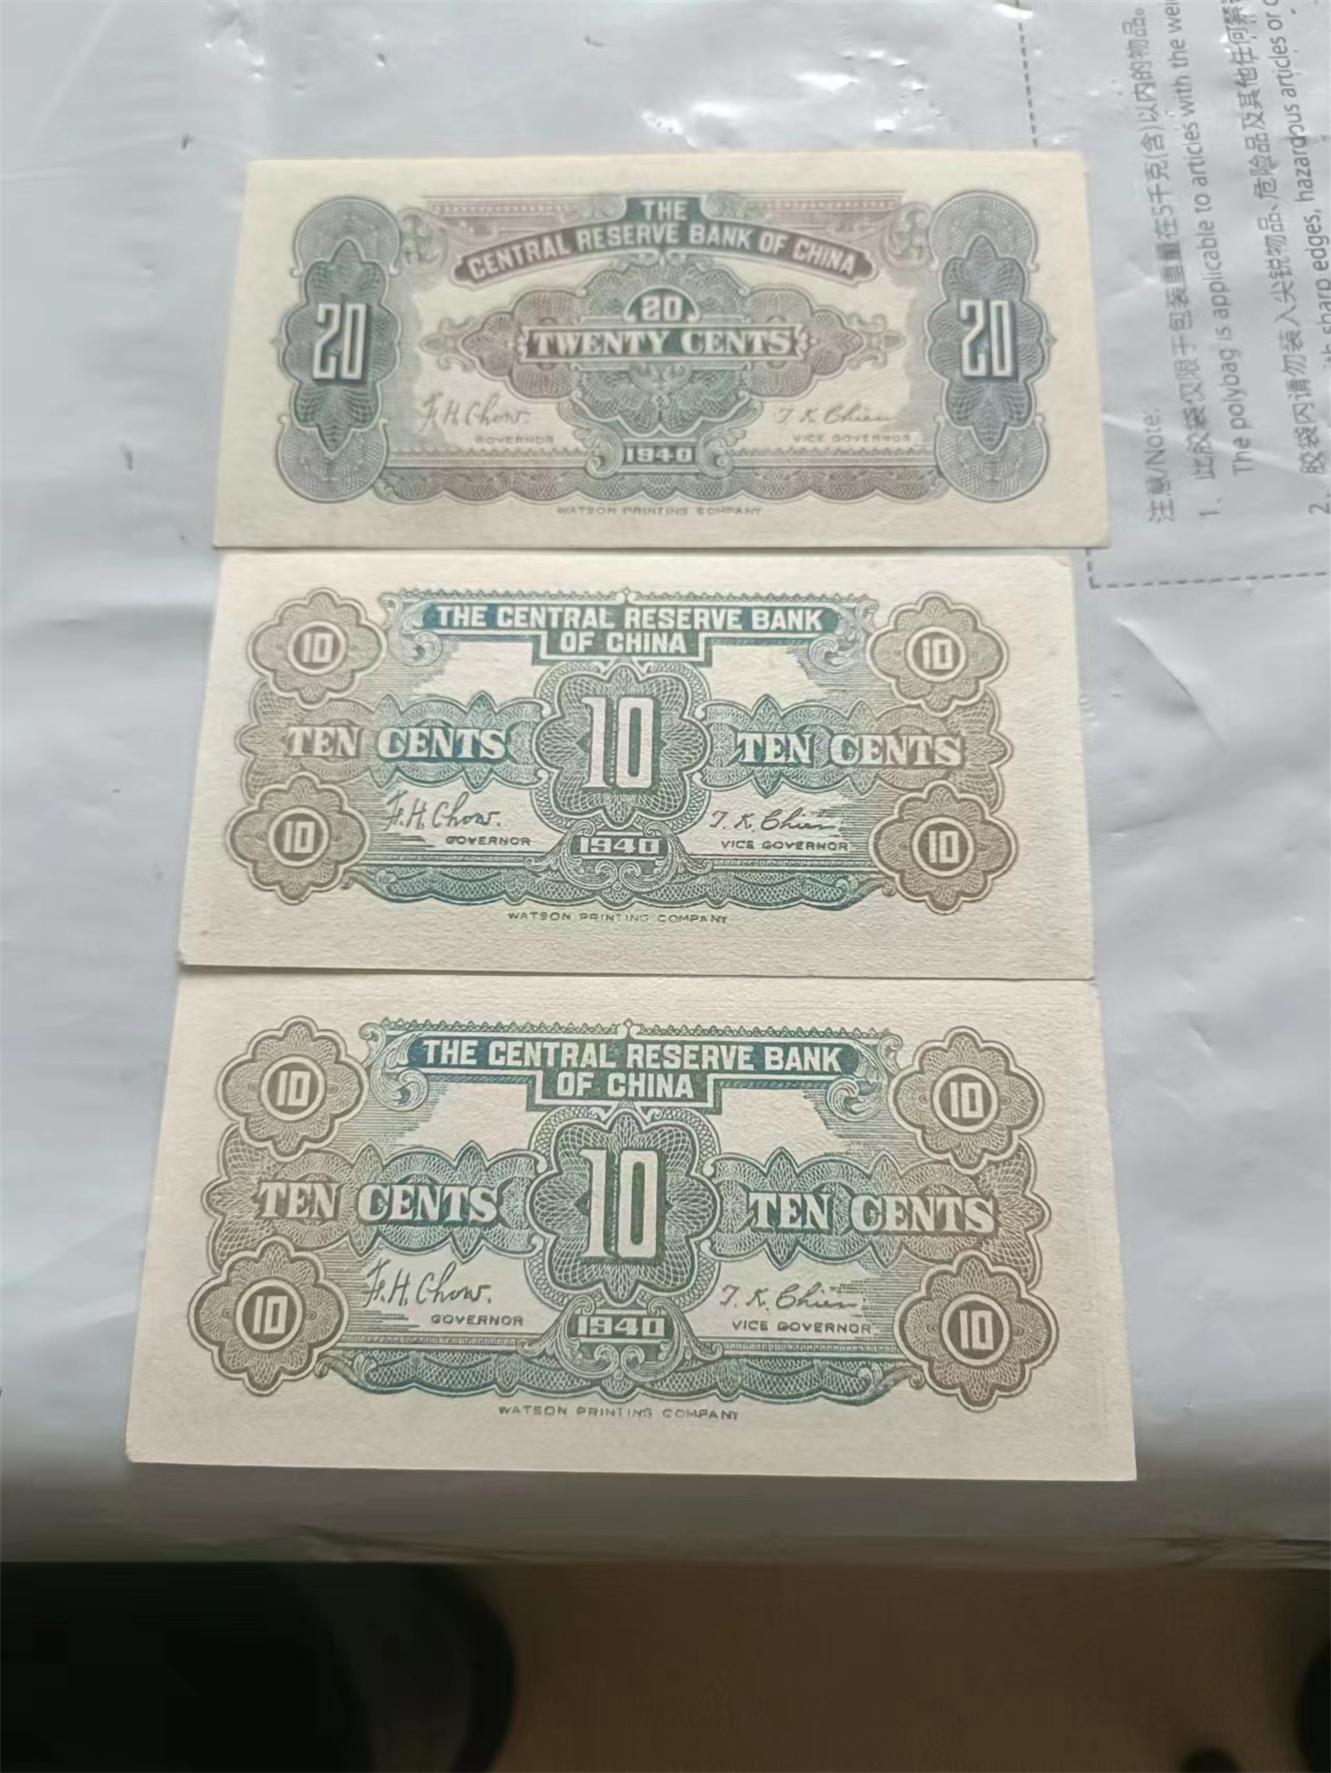 THE
CENTRAL RESERVE BANK OF CHINA
20
TWENTY CENTS
20
20
F. H. Chow.
GOVERNOR
T. K. Chien
VICE GOVERNOR
1940
WATSON PRINTING COMPANY
THE CENTRAL RESERVE BANK
OF CHINA
10
10
TEN CENTS
10
TEN CENTS
F. H. Chow.
GOVERNOR
1940
T. K. Chien
VICE GOVERNOR
10
10
WATSON PRINTING COMPANY
THE CENTRAL RESERVE BANK
OF CHINA
10
10
TEN CENTS
10
TEN CENTS
F. H. Chow.
GOVERNOR
1940
T. K. Chien
VICE GOVERNOR
10
10
WATSON PRINTING COMPANY
注意/Note:
1、此胶袋仅限于包装重量在5千克(含)以内的物品。
The polybag is applicable to articles with the
2、胶袋内请勿装入尖锐物品、危险品及其他任何
sharp edges, hazardous articles or